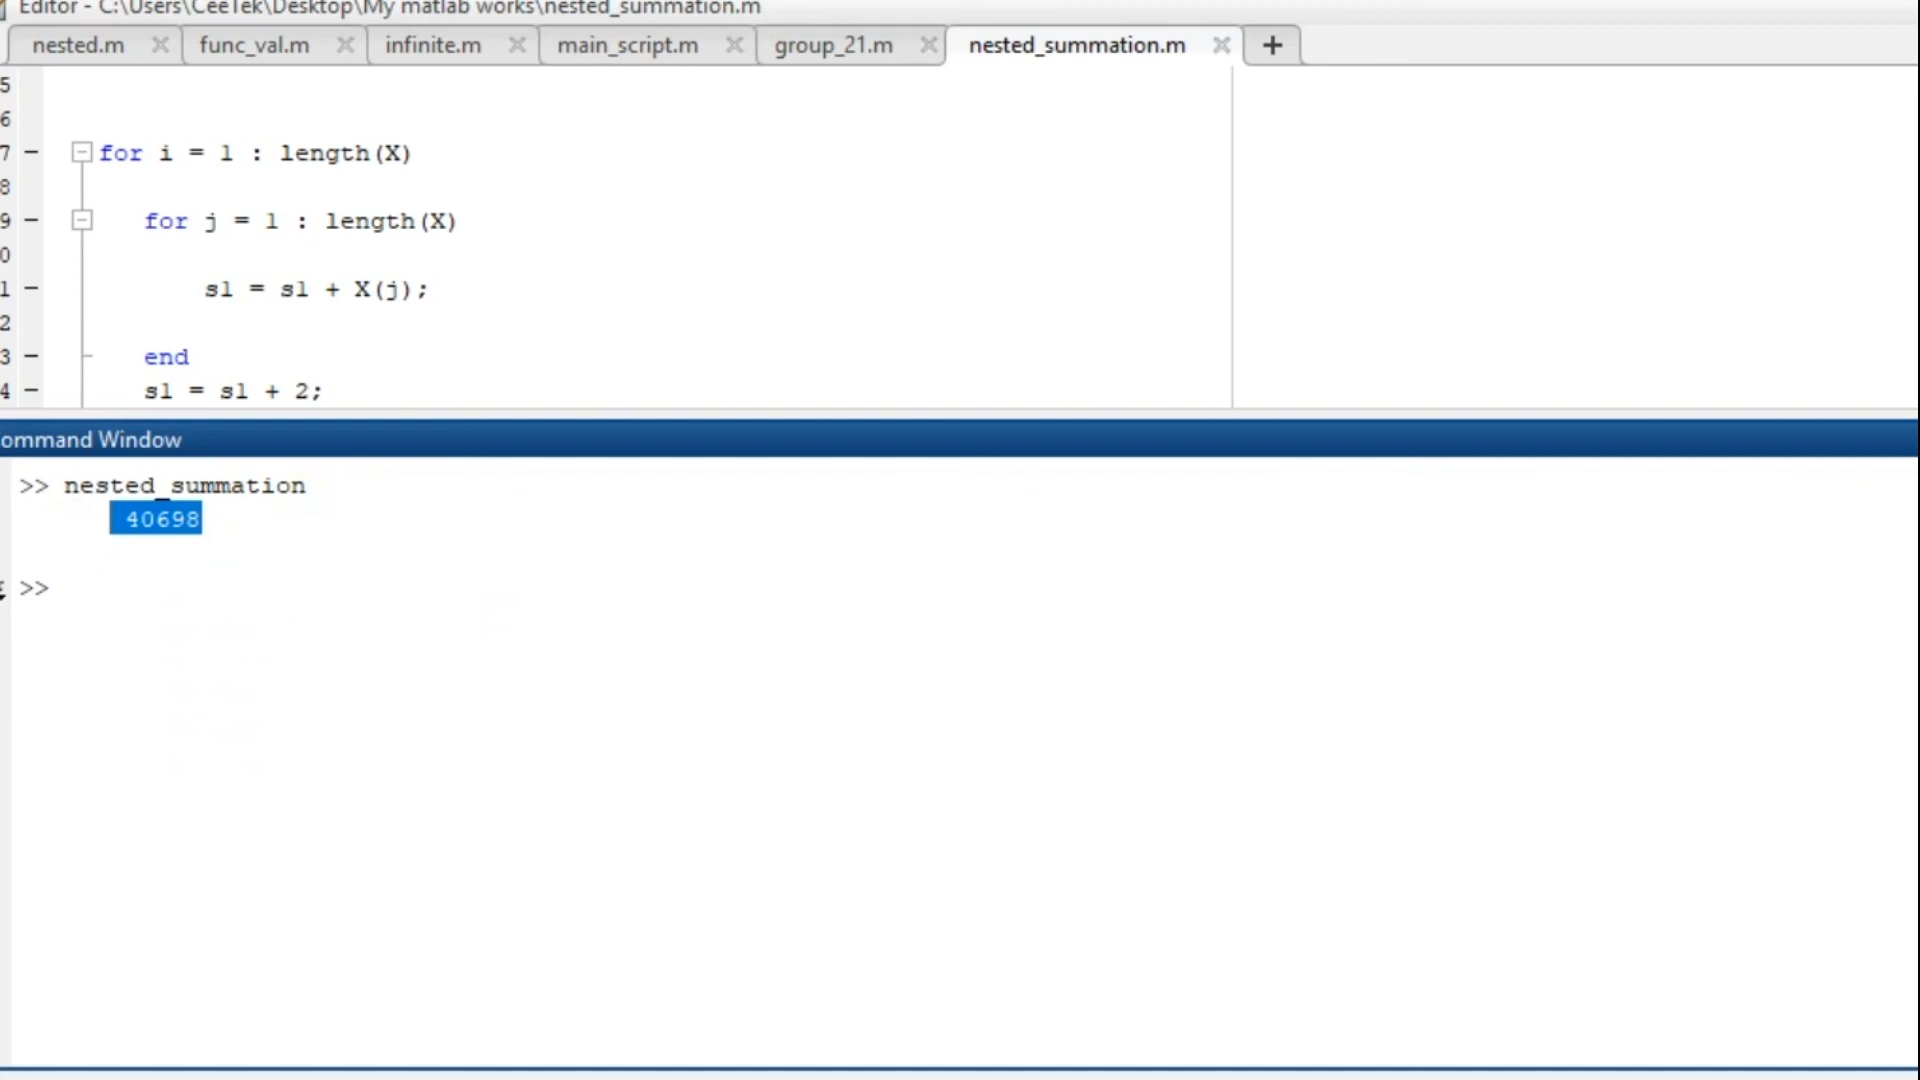 Editor - C:\Users\CeeTek\Desktop\My matlab works\nested_summation.m
nested.m func_val.m infinite.m main_script.m group_21.m nested_summation.m +
5
6
7 - for i = 1 : length(X)
8
9 - for j = 1 : length(X)
0
1 - s1 = s1 + X(j);
2
3 - end
4 - s1 = s1 + 2;
ommand Window
>> nested_summation
40698
>>